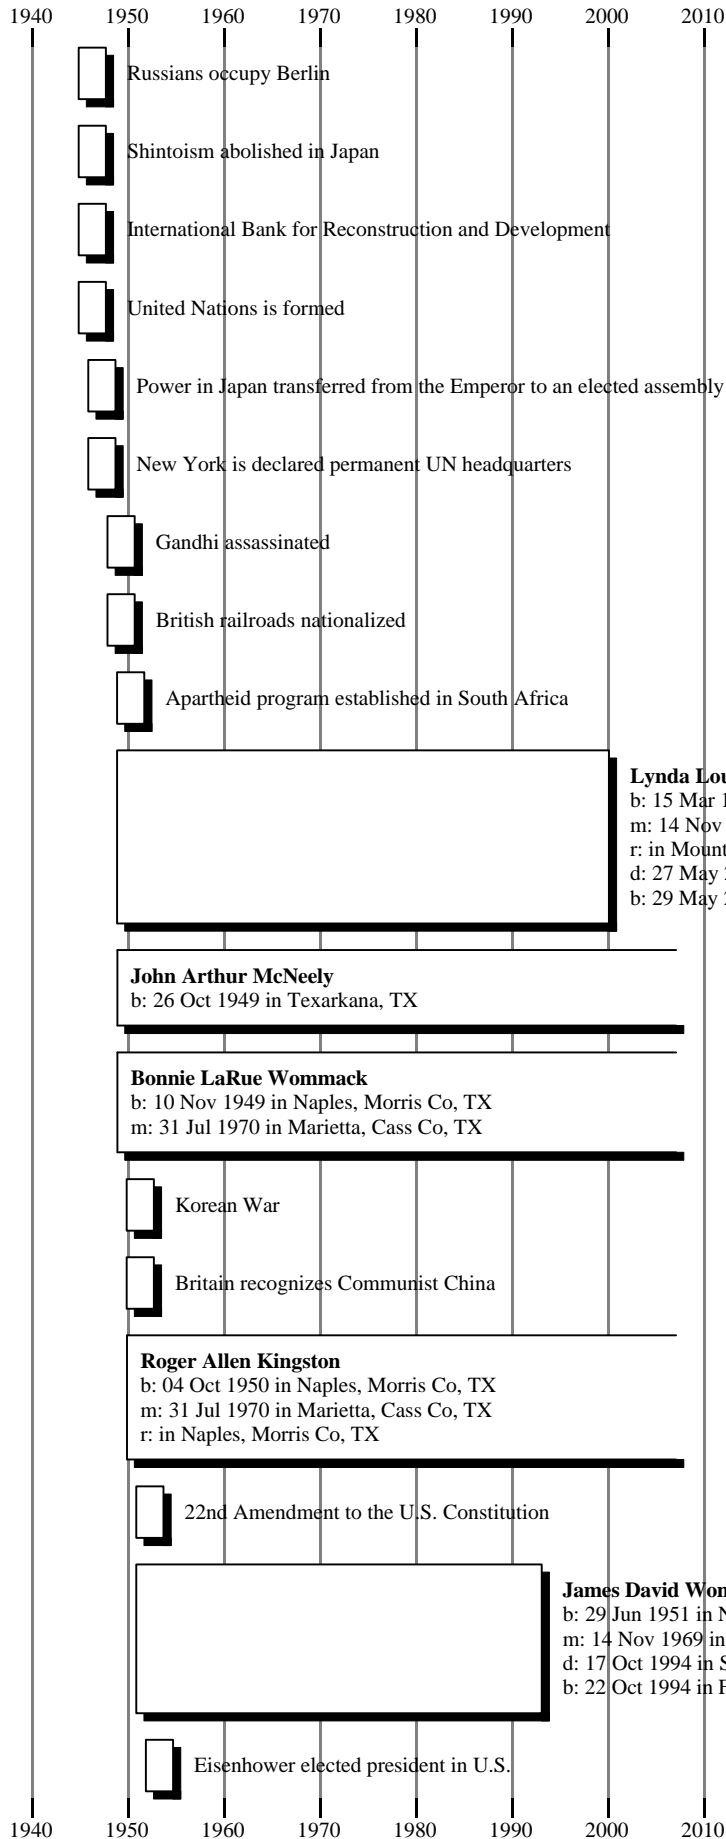 1940 1950 1960 1970 1980 1990 2000 2010
Russians occupy Berlin
Shintoism abolished in Japan
International Bank for Reconstruction and Development
United Nations is formed
Power in Japan transferred from the Emperor to an elected assembly
New York is declared permanent UN headquarters
Gandhi assassinated
British railroads nationalized
Apartheid program established in South Africa
Lynda Lou
b: 15 Mar 1
m: 14 Nov
r: in Mount
d: 27 May 2
b: 29 May 2
John Arthur McNeely
b: 26 Oct 1949 in Texarkana, TX
Bonnie LaRue Wommack
b: 10 Nov 1949 in Naples, Morris Co, TX
m: 31 Jul 1970 in Marietta, Cass Co, TX
Korean War
Britain recognizes Communist China
Roger Allen Kingston
b: 04 Oct 1950 in Naples, Morris Co, TX
m: 31 Jul 1970 in Marietta, Cass Co, TX
r: in Naples, Morris Co, TX
22nd Amendment to the U.S. Constitution
James David Wom
b: 29 Jun 1951 in N
m: 14 Nov 1969 in
d: 17 Oct 1994 in S
b: 22 Oct 1994 in
Eisenhower elected president in U.S.
1940 1950 1960 1970 1980 1990 2000 2010